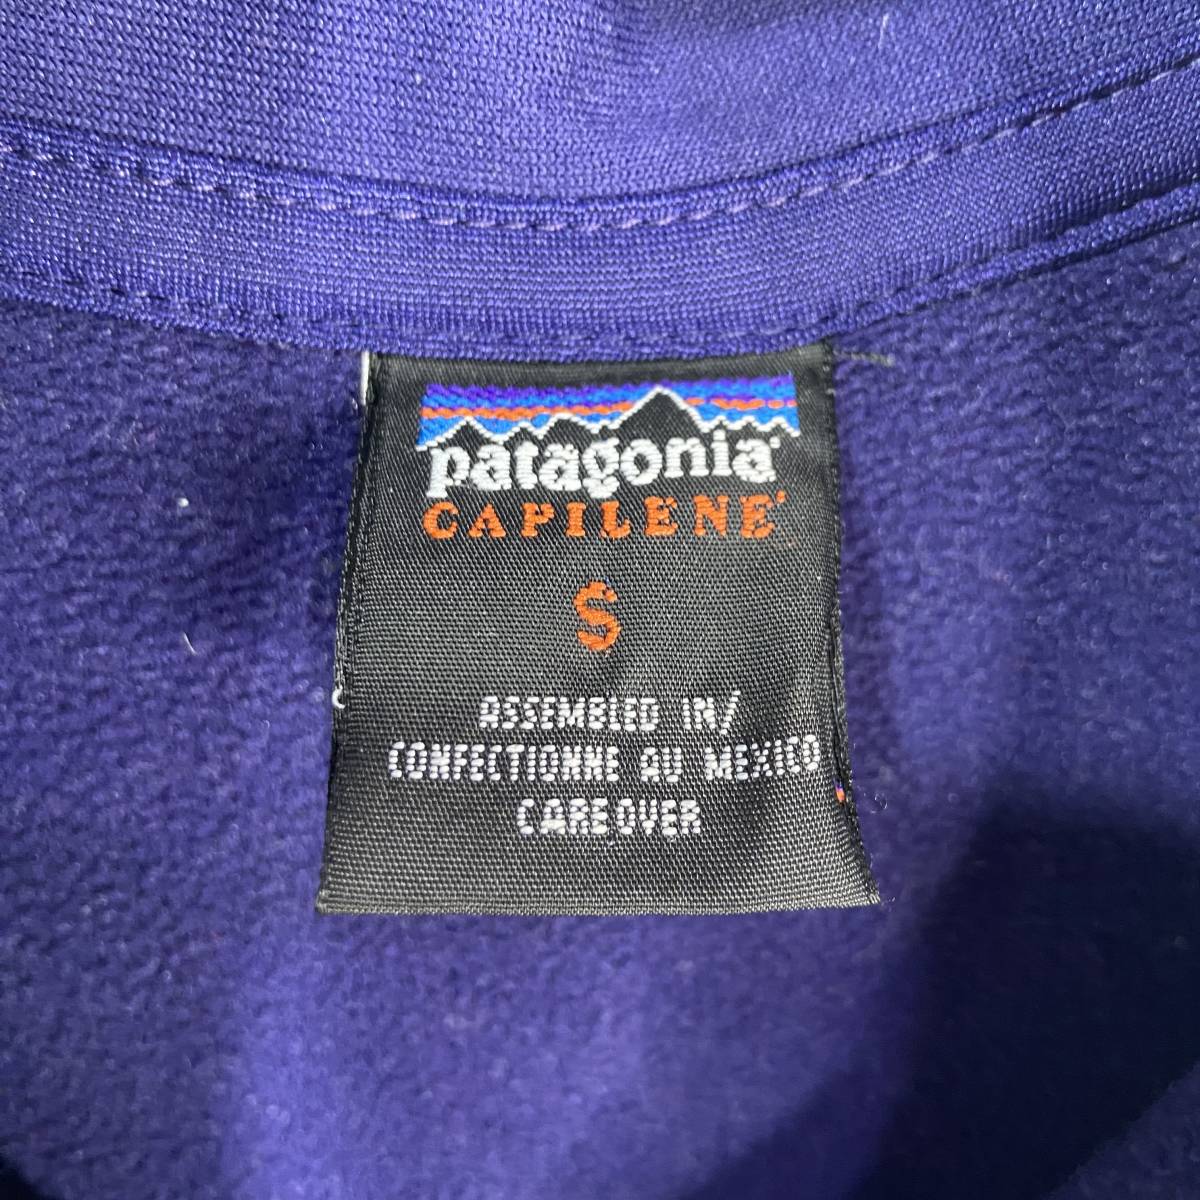 patagonia
CAPILENE
S
ASSEMBLED IN/
CONFECTIONNE AU MEXICO
CARE OVER